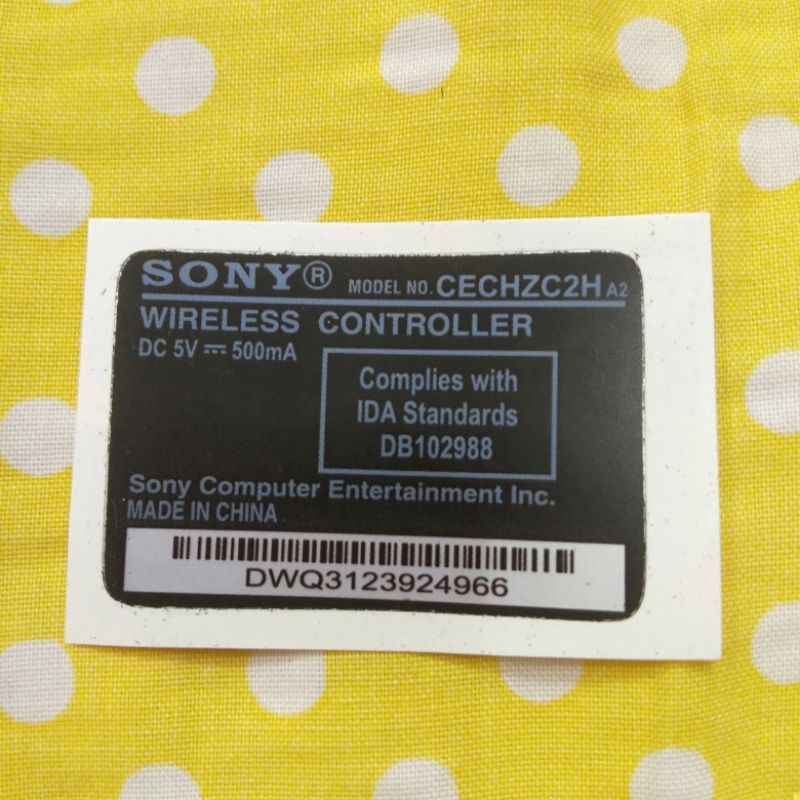 SONY® MODEL NO. CECHZC2H A2
WIRELESS CONTROLLER
DC 5V ⎓ 500mA
Complies with
IDA Standards
DB102988
Sony Computer Entertainment Inc.
MADE IN CHINA
DWQ3123924966